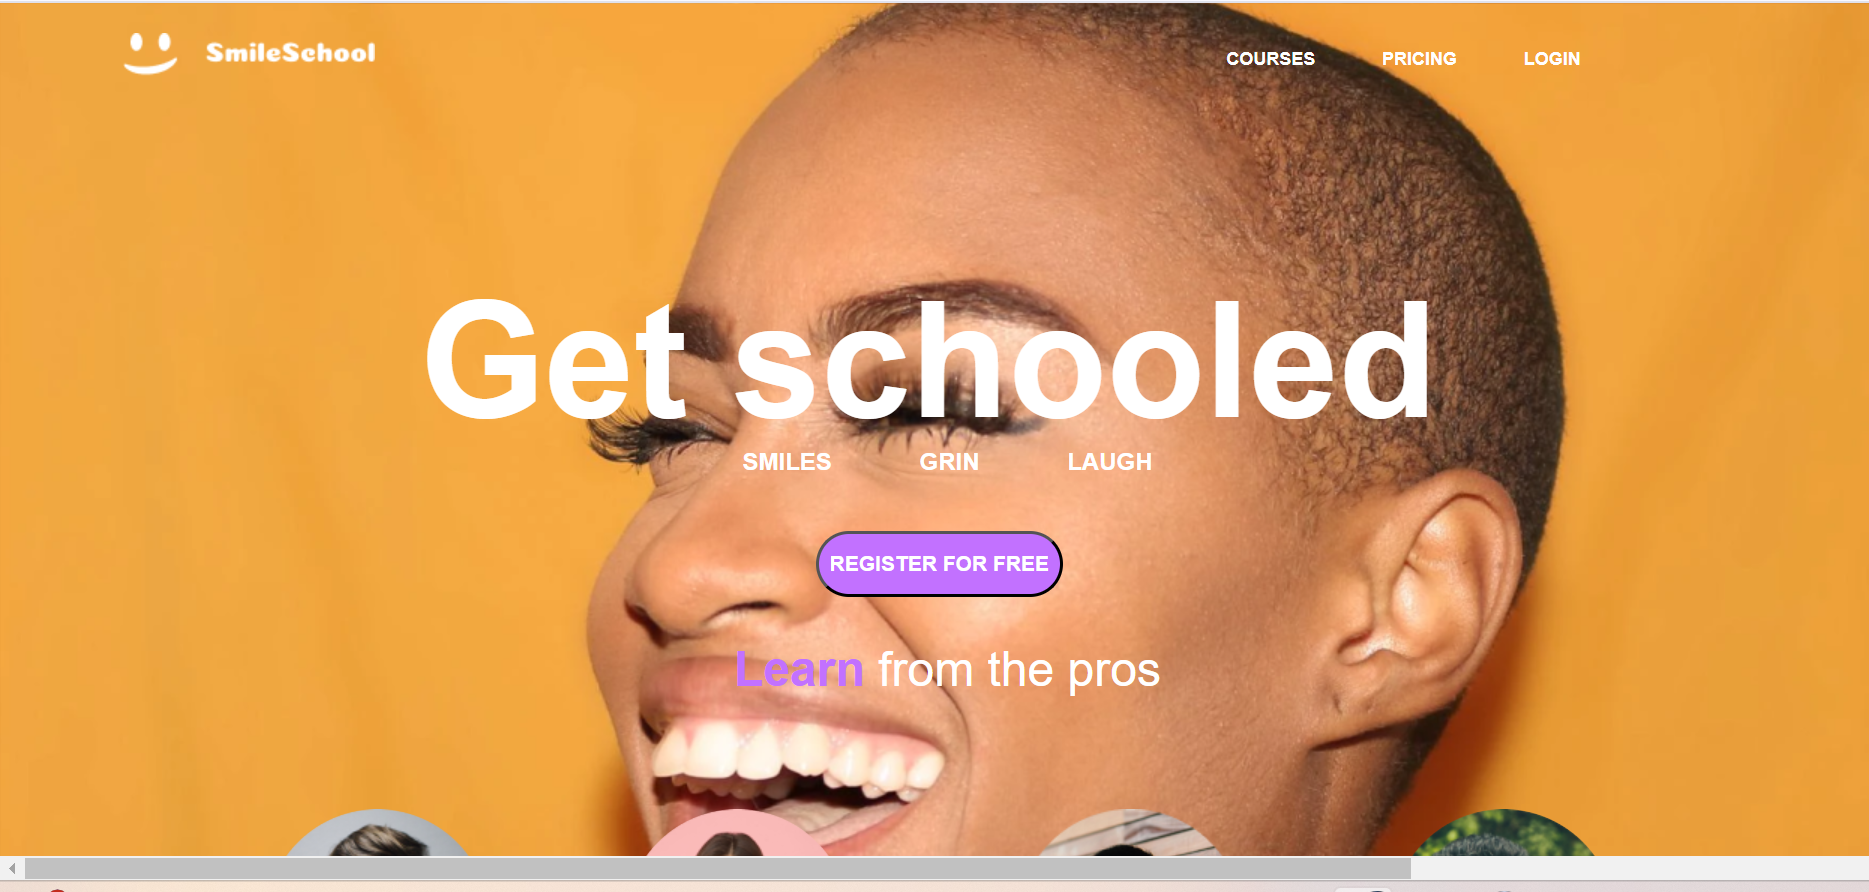 SmileSchool
COURSES PRICING LOGIN
Get schooled
SMILES GRIN LAUGH
REGISTER FOR FREE
Learn from the pros